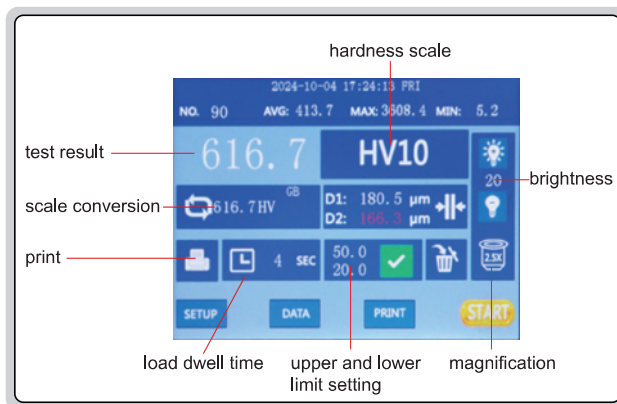 hardness scale
2024-10-04 17:24:13 FRI
NO. 90 AVG: 413.7 MAX: 3608.4 MIN: 5.2
test result
616.7
HV10
20
brightness
scale conversion
616.7HV
GB
D1: 180.5 μm
D2: 166.3 μm
print
4 SEC
50.0
20.0
2.5X
SETUP
DATA
PRINT
START
load dwell time
upper and lower
limit setting
magnification